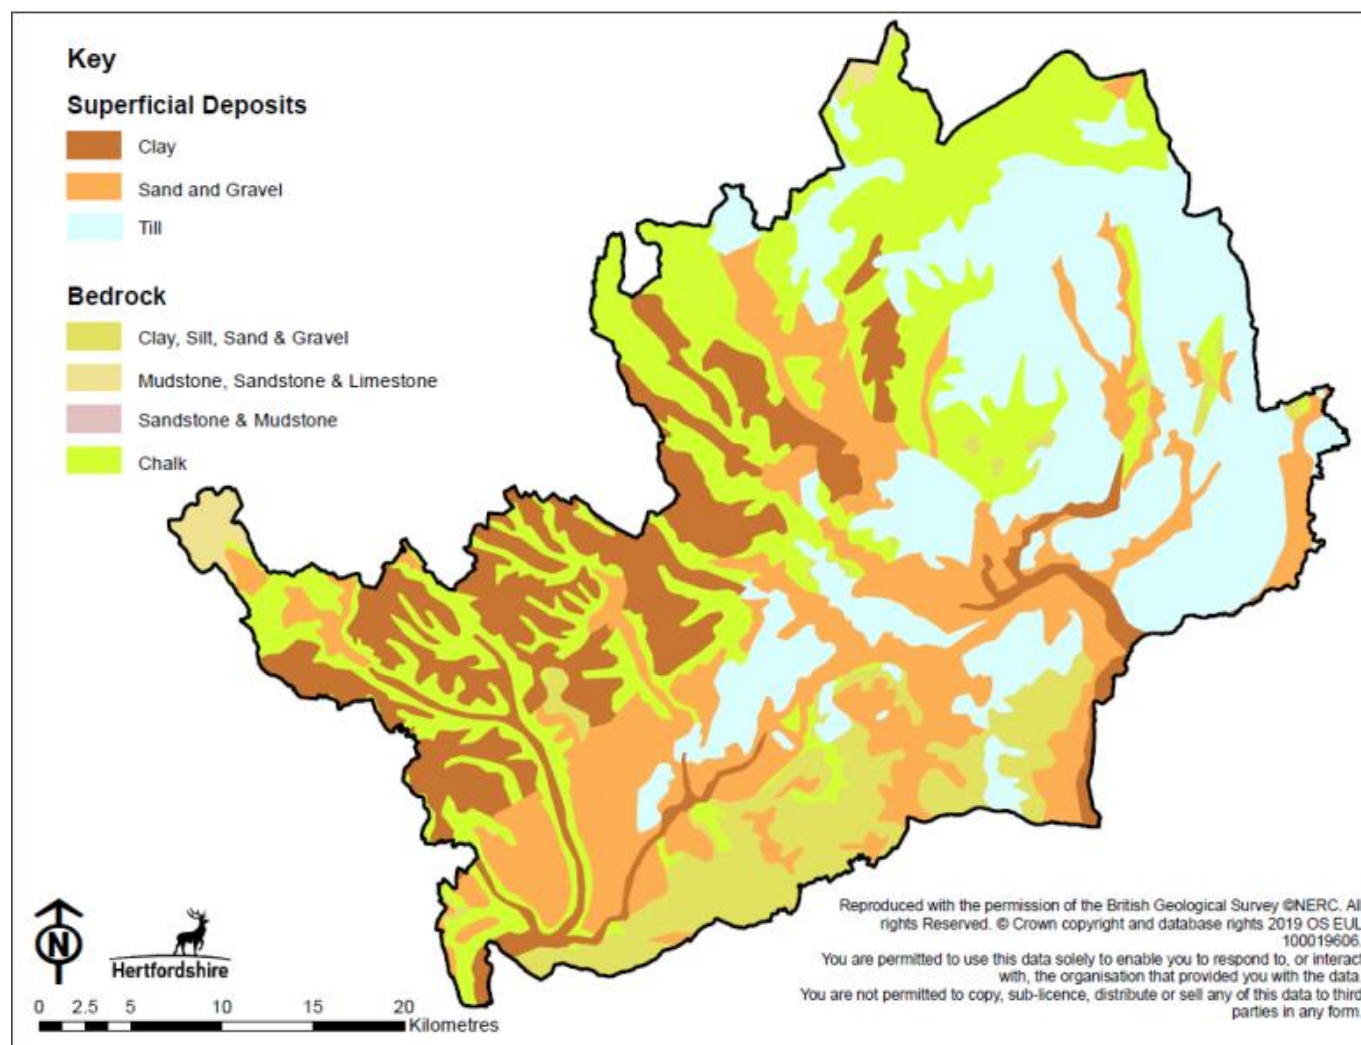 Key
Superficial Deposits
Clay
Sand and Gravel
Till
Bedrock
Clay, Silt, Sand & Gravel
Mudstone, Sandstone & Limestone
Sandstone & Mudstone
Chalk
N
Hertfordshire
0 2.5 5 10 15 20
Kilometres
Reproduced with the permission of the British Geological Survey ©NERC. All
rights Reserved. © Crown copyright and database rights 2019 OS EUL
100019606.
You are permitted to use this data solely to enable you to respond to, or interact
with, the organisation that provided you with the data.
You are not permitted to copy, sub-licence, distribute or sell any of this data to third
parties in any form.